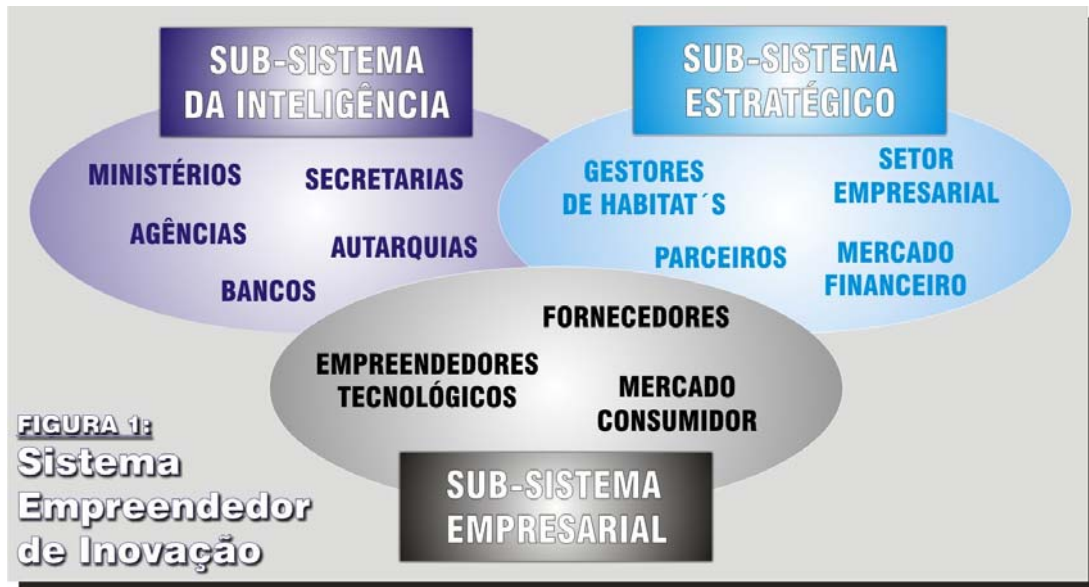 SUB-SISTEMA
DA INTELIGÊNCIA
MINISTÉRIOS
SECRETARIAS
AGÊNCIAS
AUTARQUIAS
BANCOS
SUB-SISTEMA
ESTRATÉGICO
GESTORES
DE HABITAT´S
SETOR
EMPRESARIAL
PARCEIROS
MERCADO
FINANCEIRO
FORNECEDORES
EMPREENDEDORES
TECNOLÓGICOS
MERCADO
CONSUMIDOR
SUB-SISTEMA
EMPRESARIAL
FIGURA 1:
Sistema
Empreendedor
de Inovação